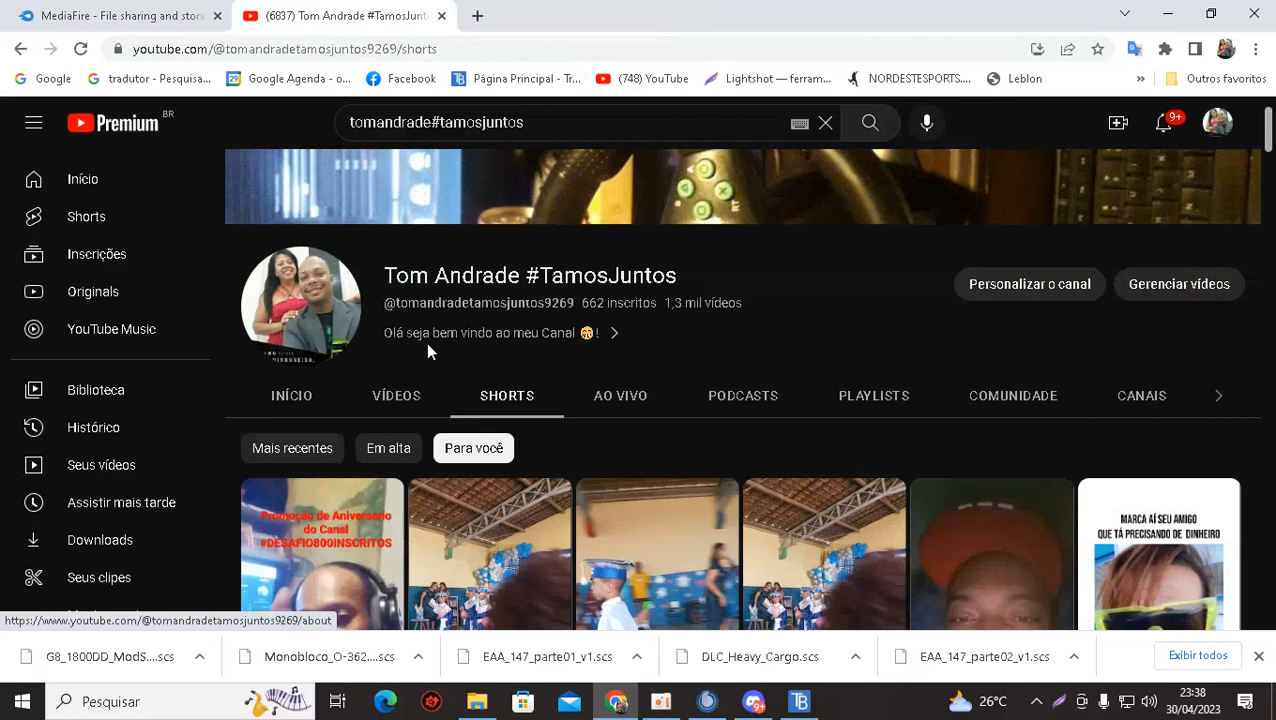 MediaFire - File sharing and stora
(6837) Tom Andrade #TamosJunt
youtube.com/@tomandradetamosjuntos9269/shorts
Google
tradutor - Pesquisa...
Google Agenda - o...
Facebook
Página Principal - Tr...
(748) YouTube
Lightshot — ferram...
NORDESTESPORTS....
Leblon
»
Outros favoritos
Premium BR
tomandrade#tamosjuntos
9+
Início
Shorts
Inscrições
Originals
YouTube Music
Biblioteca
Histórico
Seus vídeos
Assistir mais tarde
Downloads
Seus clipes
Tom Andrade #TamosJuntos
@tomandradetamosjuntos9269 662 inscritos 1,3 mil vídeos
Olá seja bem vindo ao meu Canal 🤭!
Personalizar o canal
Gerenciar vídeos
INÍCIO VÍDEOS SHORTS AO VIVO PODCASTS PLAYLISTS COMUNIDADE CANAIS
Mais recentes Em alta Para você
Promoção de Aniversario
do Canal
#DESAFIO800INSCRITOS
MARCA AÍ SEU AMIGO
QUE TÁ PRECISANDO DE DINHEIRO
https://www.youtube.com/@tomandradetamosjuntos9269/about
G8_1800DD_ModS....scs
Monobloco_O-362....scs
EAA_147_parte01_v1.scs
DLC_Heavy_Cargo.scs
EAA_147_parte02_v1.scs
Exibir todos
Pesquisar
26°C
23:38
30/04/2023